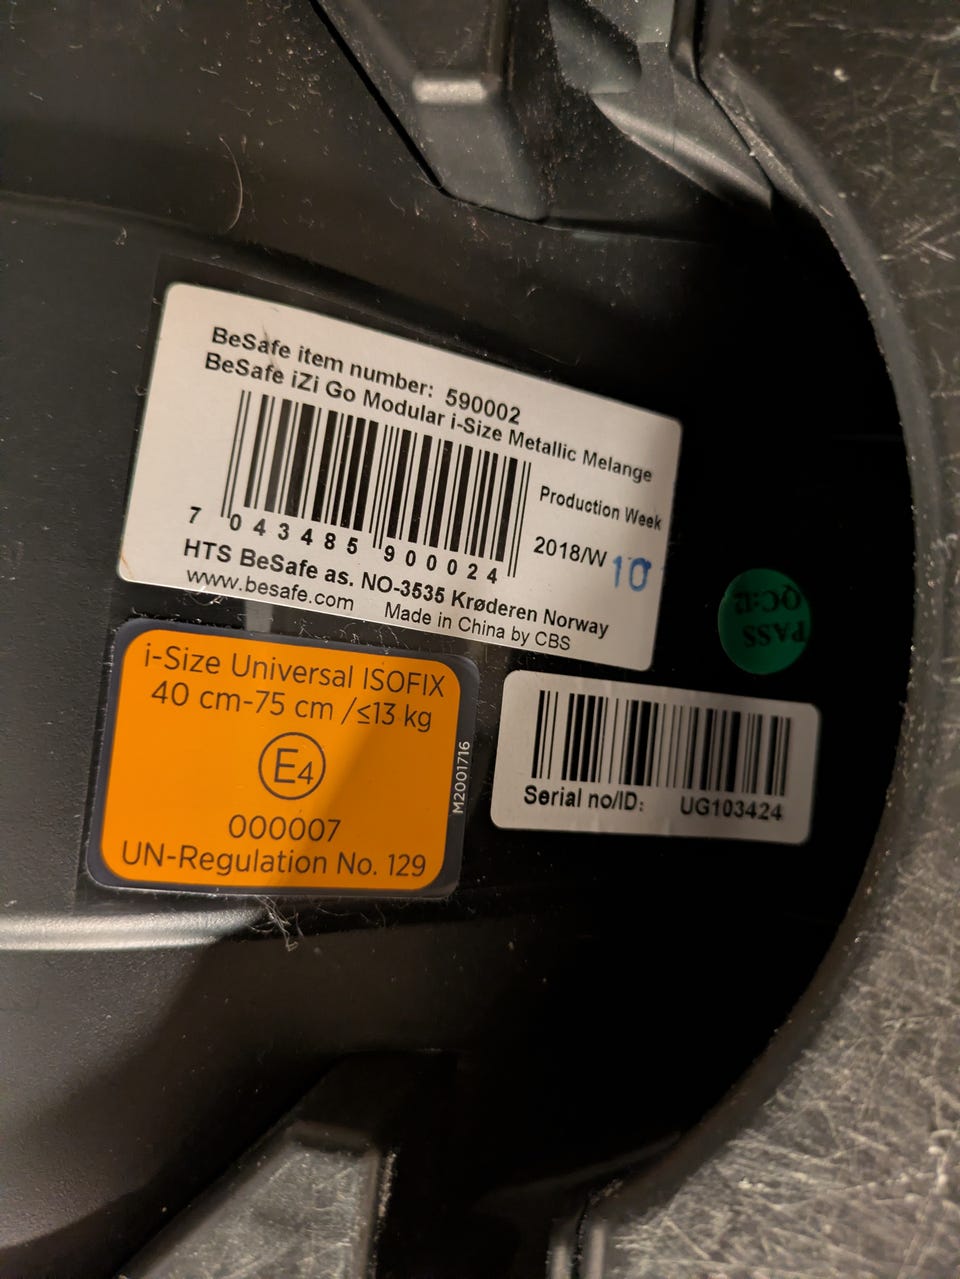 BeSafe item number: 590002
BeSafe iZi Go Modular i-Size Metallic Melange
Production Week
2018/W 10
7 043485 900024
HTS BeSafe as. NO-3535 Krøderen Norway
www.besafe.com Made in China by CBS
QC:12
PASS
i-Size Universal ISOFIX
40 cm-75 cm /≤13 kg
E4
000007
UN-Regulation No. 129
M2001716
Serial no/ID: UG103424